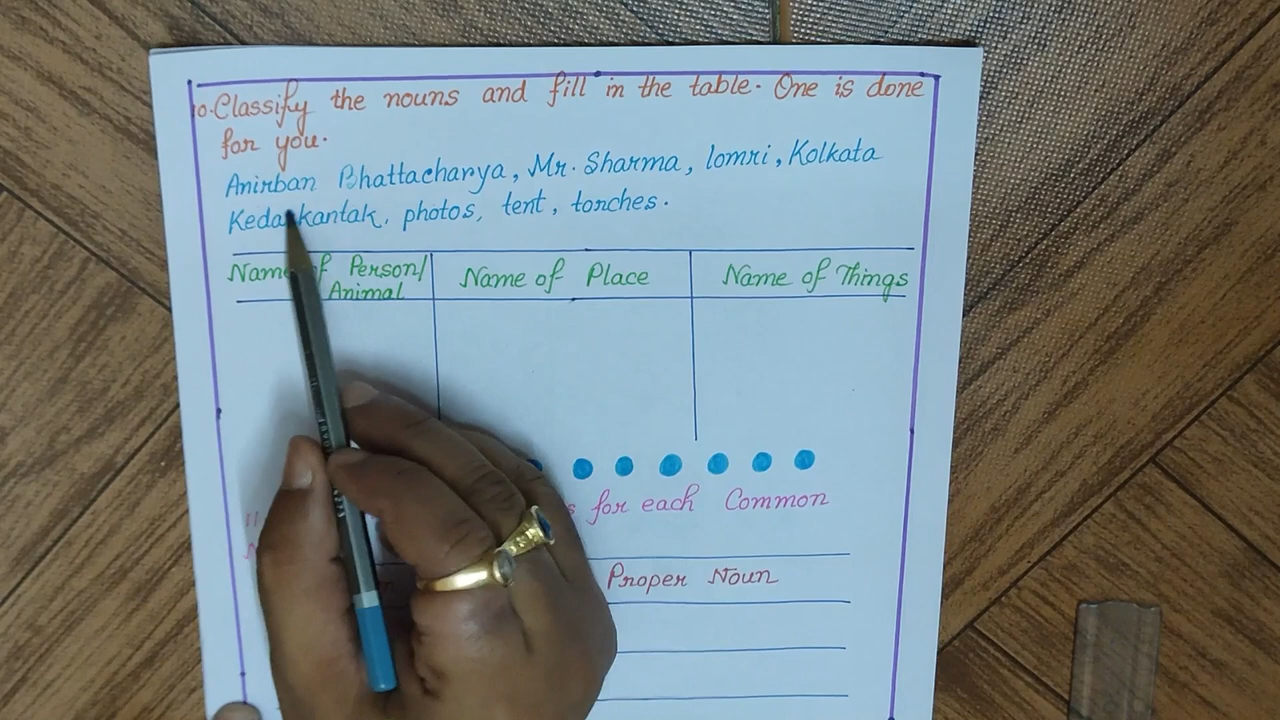 10. Classify the nouns and fill in the table. One is done
for you.
Anirban Bhattacharya, Mr. Sharma, lomri, Kolkata
Kedarkantak, photos, tent, torches.
Name of Person/ Animal
Name of Place
Name of Things
11.
for each Common
Proper Noun